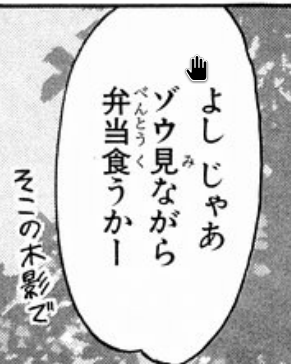 よし じゃあ
ゾウ見ながら
弁当食うかー
そこの木影で